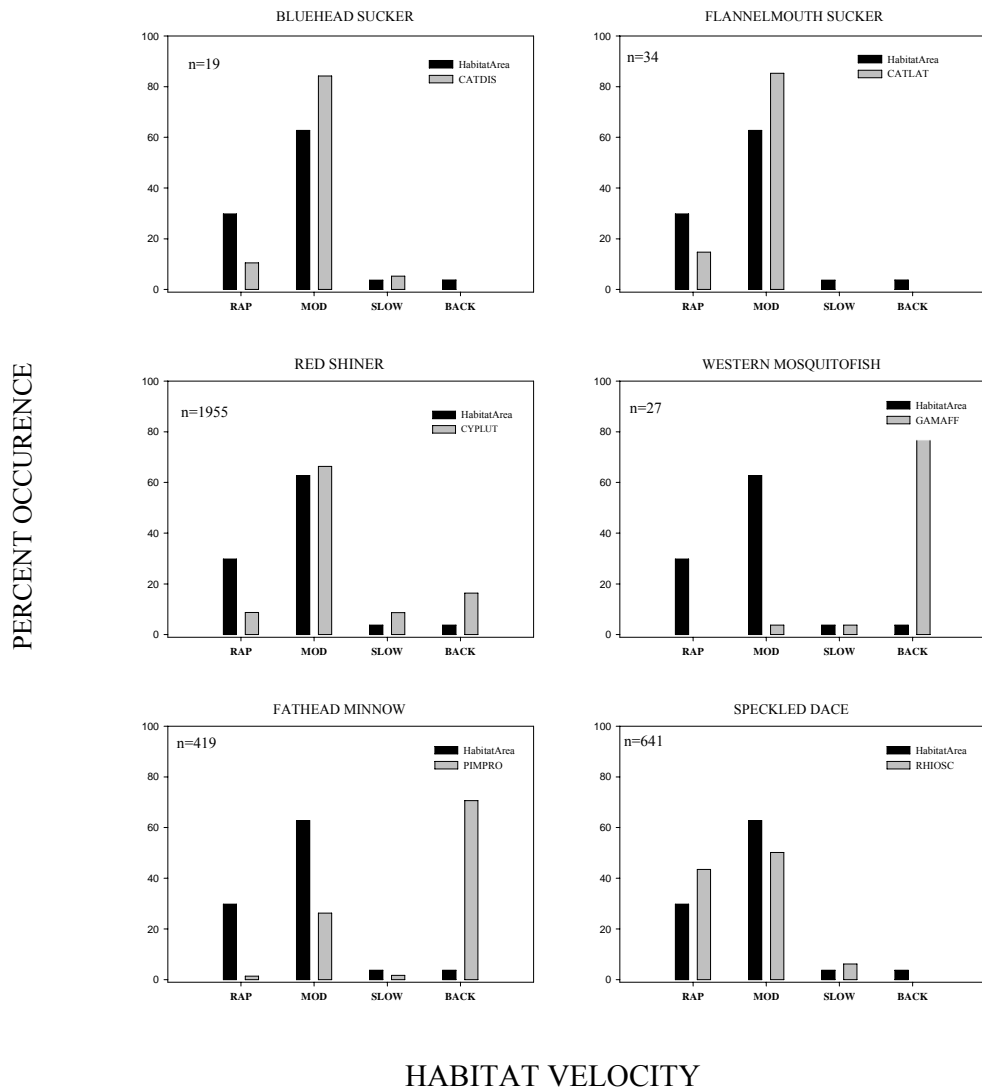 BLUEHEAD SUCKER
n=19
HabitatArea
CATDIS
100
80
60
40
20
0
RAP MOD SLOW BACK
FLANNELMOUTH SUCKER
n=34
HabitatArea
CATLAT
100
80
60
40
20
0
RAP MOD SLOW BACK
PERCENT OCCURENCE
RED SHINER
n=1955
HabitatArea
CYPLUT
100
80
60
40
20
0
RAP MOD SLOW BACK
WESTERN MOSQUITOFISH
n=27
HabitatArea
GAMAFF
100
80
60
40
20
0
RAP MOD SLOW BACK
FATHEAD MINNOW
n=419
HabitatArea
PIMPRO
100
80
60
40
20
0
RAP MOD SLOW BACK
SPECKLED DACE
n=641
HabitatArea
RHIOSC
100
80
60
40
20
0
RAP MOD SLOW BACK
HABITAT VELOCITY